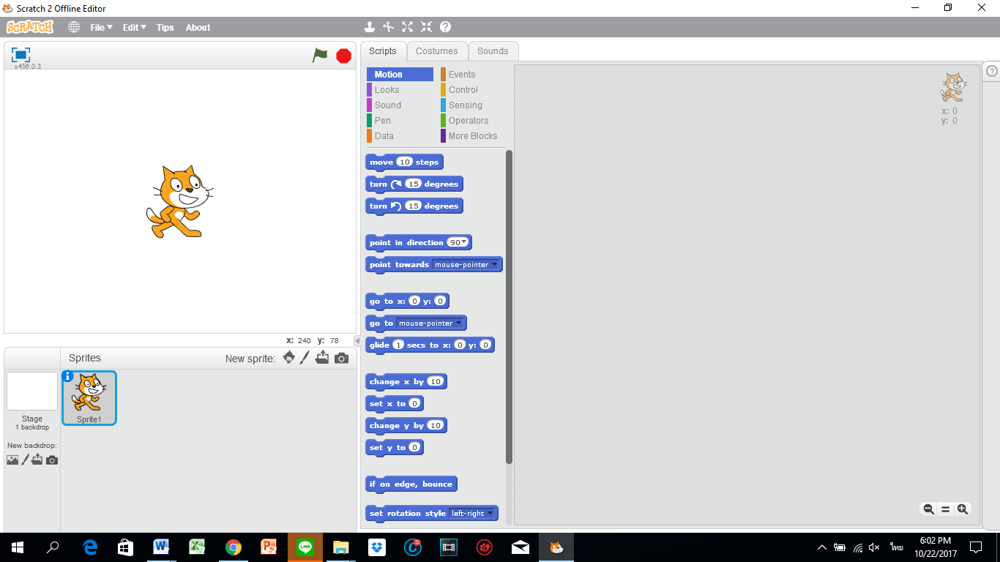 Scratch 2 Offline Editor
SCRATCH File Edit Tips About
v456.0.3
Scripts Costumes Sounds
Motion Events
Looks Control
Sound Sensing
Pen Operators
Data More Blocks
x: 0
y: 0
move 10 steps
turn 15 degrees
turn 15 degrees
point in direction 90
point towards mouse-pointer
go to x: 0 y: 0
go to mouse-pointer
glide 1 secs to x: 0 y: 0
change x by 10
set x to 0
change y by 10
set y to 0
if on edge, bounce
set rotation style left-right
x: 240 y: 78
Sprites New sprite:
Sprite1
Stage
1 backdrop
New backdrop:
LINE
ไทย
6:02 PM
10/22/2017